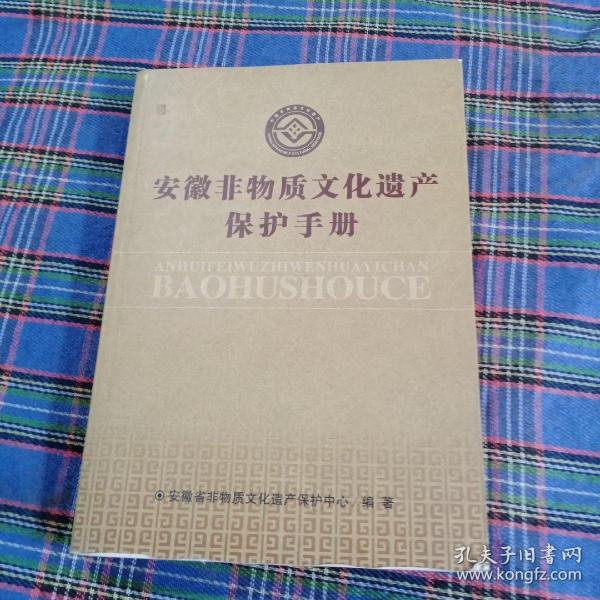 安徽非物质文化遗产
保护手册
ANHUIFEIWUZHIWENHUAYICHAN
BAOHUSHOUCE
安徽省非物质文化遗产保护中心 编著
孔夫子旧书网
www.kongfz.com